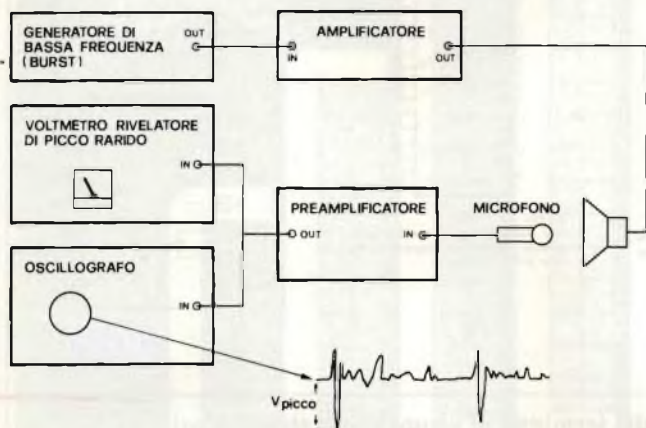 GENERATORE DI
BASSA FREQUENZA
(BURST)
OUT
AMPLIFICATORE
IN
OUT
VOLTMETRO RIVELATORE
DI PICCO RARIDO
IN
PREAMPLIFICATORE
OUT
IN
MICROFONO
OSCILLOGRAFO
IN
Vpicco